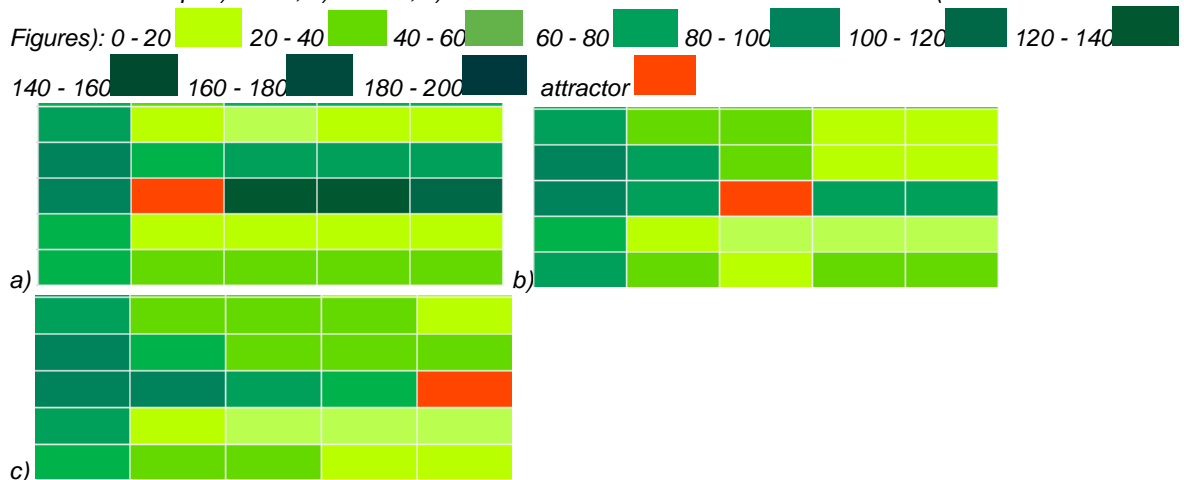 Figures): 0 - 20 20 - 40 40 - 60 60 - 80 80 - 100 100 - 120 120 - 140
140 - 160 160 - 180 180 - 200 attractor
a) b)
c)